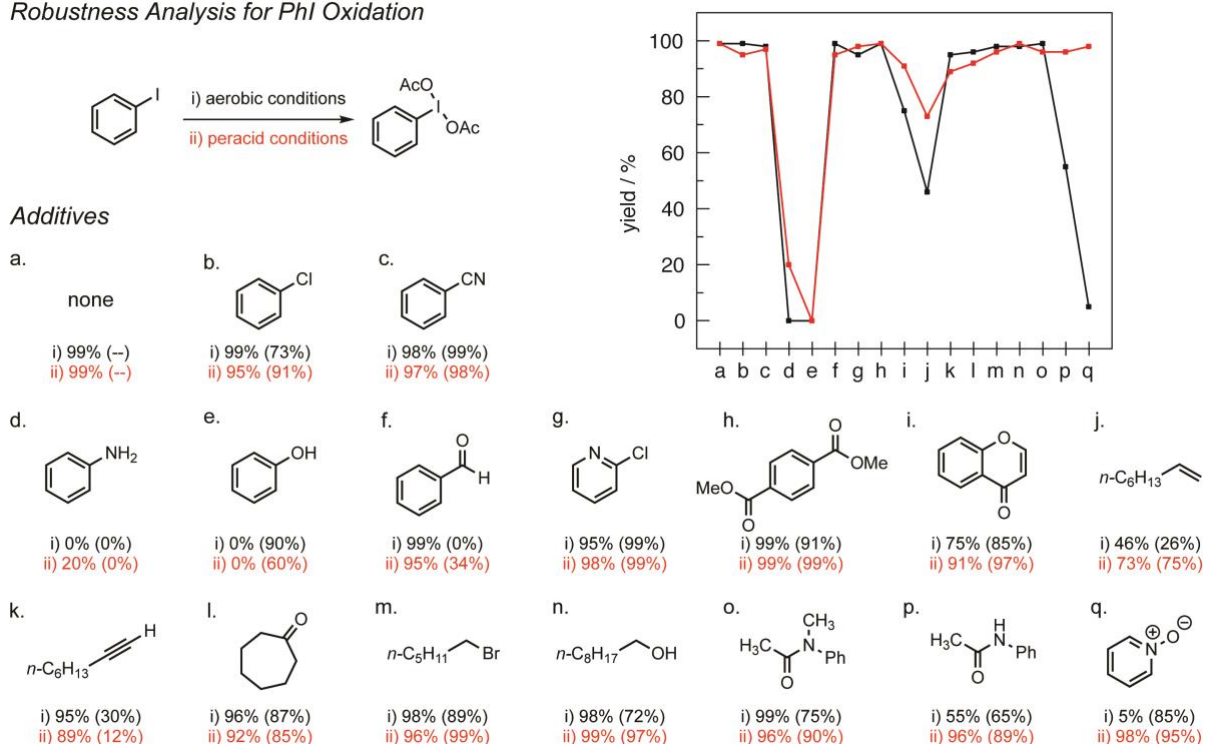 Robustness Analysis for PhI Oxidation
I
i) aerobic conditions
ii) peracid conditions
AcO
I
OAc
yield / %
100
80
60
40
20
0
a b c d e f g h i j k l m n o p q
Additives
a.
none
i) 99% (--)
ii) 99% (--)
b.
Cl
i) 99% (73%)
ii) 95% (91%)
c.
CN
i) 98% (99%)
ii) 97% (98%)
d.
NH2
i) 0% (0%)
ii) 20% (0%)
e.
OH
i) 0% (90%)
ii) 0% (60%)
f.
O
H
i) 99% (0%)
ii) 95% (34%)
g.
N
Cl
i) 95% (99%)
ii) 98% (99%)
h.
O
OMe
MeO
O
i) 99% (91%)
ii) 99% (99%)
i.
O
O
i) 75% (85%)
ii) 91% (97%)
j.
n-C6H13
i) 46% (26%)
ii) 73% (75%)
k.
H
n-C6H13
i) 95% (30%)
ii) 89% (12%)
l.
O
i) 96% (87%)
ii) 92% (85%)
m.
n-C5H11
Br
i) 98% (89%)
ii) 96% (99%)
n.
n-C8H17
OH
i) 98% (72%)
ii) 99% (97%)
o.
CH3
H3C
N
Ph
O
i) 99% (75%)
ii) 96% (90%)
p.
H
H3C
N
Ph
O
i) 55% (65%)
ii) 96% (89%)
q.
N+
O−
i) 5% (85%)
ii) 98% (95%)